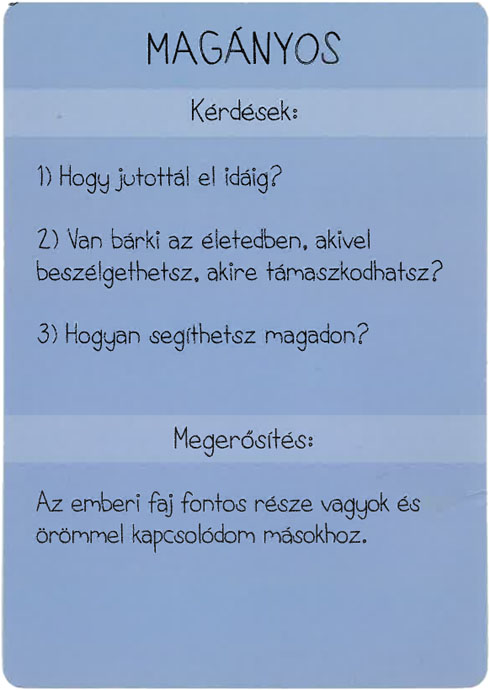 MAGÁNYOS
Kérdések:
1) Hogy jutottál el idáig?
2) Van bárki az életedben, akivel
beszélgethetsz, akire támaszkodhatsz?
3) Hogyan segíthetsz magadon?
Megerősítés:
Az emberi faj fontos része vagyok és
örömmel kapcsolódom másokhoz.